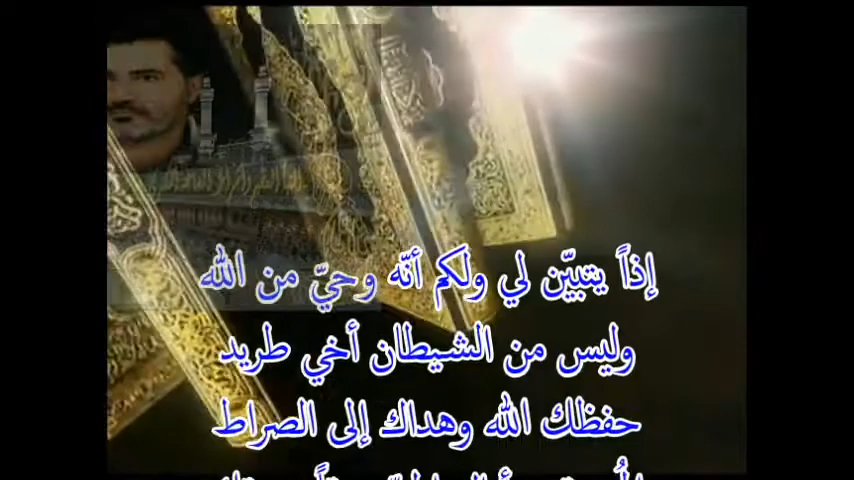 إذاً يتبيّن لي ولكم أنّه وحيّ من الله
وليس من الشيطان أخي طريد
حفظك الله وهداك إلى الصراط